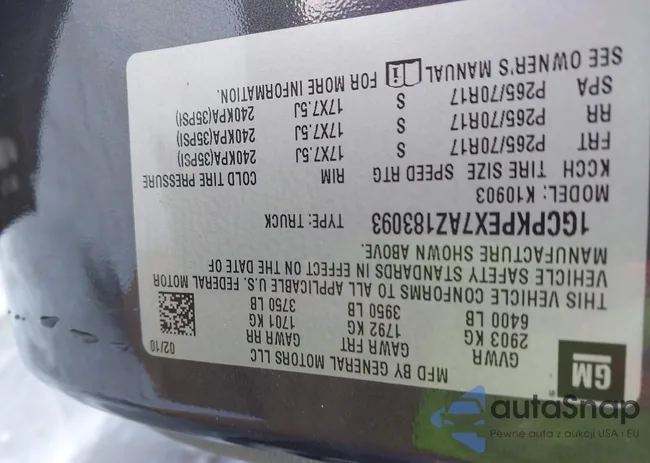 GM
MFD BY GENERAL MOTORS LLC 02/10
GVWR GAWR FRT GAWR RR
2903 KG 1792 KG 1701 KG
6400 LB 3950 LB 3750 LB
THIS VEHICLE CONFORMS TO ALL APPLICABLE U.S. FEDERAL MOTOR
VEHICLE SAFETY STANDARDS IN EFFECT ON THE DATE OF
MANUFACTURE SHOWN ABOVE.
1GCPKPEX7AZ183093 TYPE: TRUCK
MODEL: K10903
KCCH TIRE SIZE SPEED RTG RIM COLD TIRE PRESSURE
FRT P265/70R17 S 17X7.5J 240KPA(35PSI)
RR P265/70R17 S 17X7.5J 240KPA(35PSI)
SPA P265/70R17 S 17X7.5J 240KPA(35PSI)
SEE OWNER'S MANUAL i FOR MORE INFORMATION.
autaSnap
Pewne auta z aukcji USA i EU